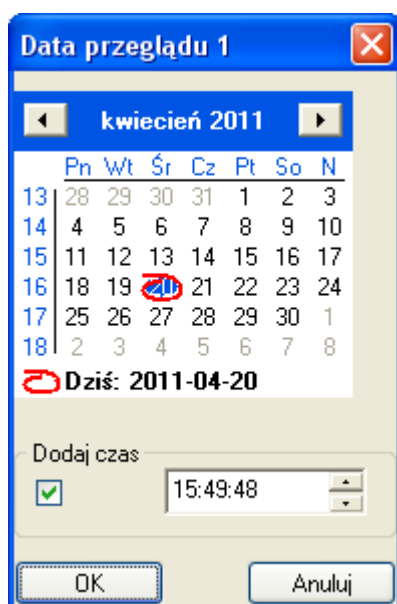 Data przeglądu 1
kwiecień 2011
Pn Wt Śr Cz Pt So N
13 28 29 30 31 1 2 3
14 4 5 6 7 8 9 10
15 11 12 13 14 15 16 17
16 18 19 20 21 22 23 24
17 25 26 27 28 29 30 1
18 2 3 4 5 6 7 8
Dziś: 2011-04-20
Dodaj czas
15:49:48
OK Anuluj